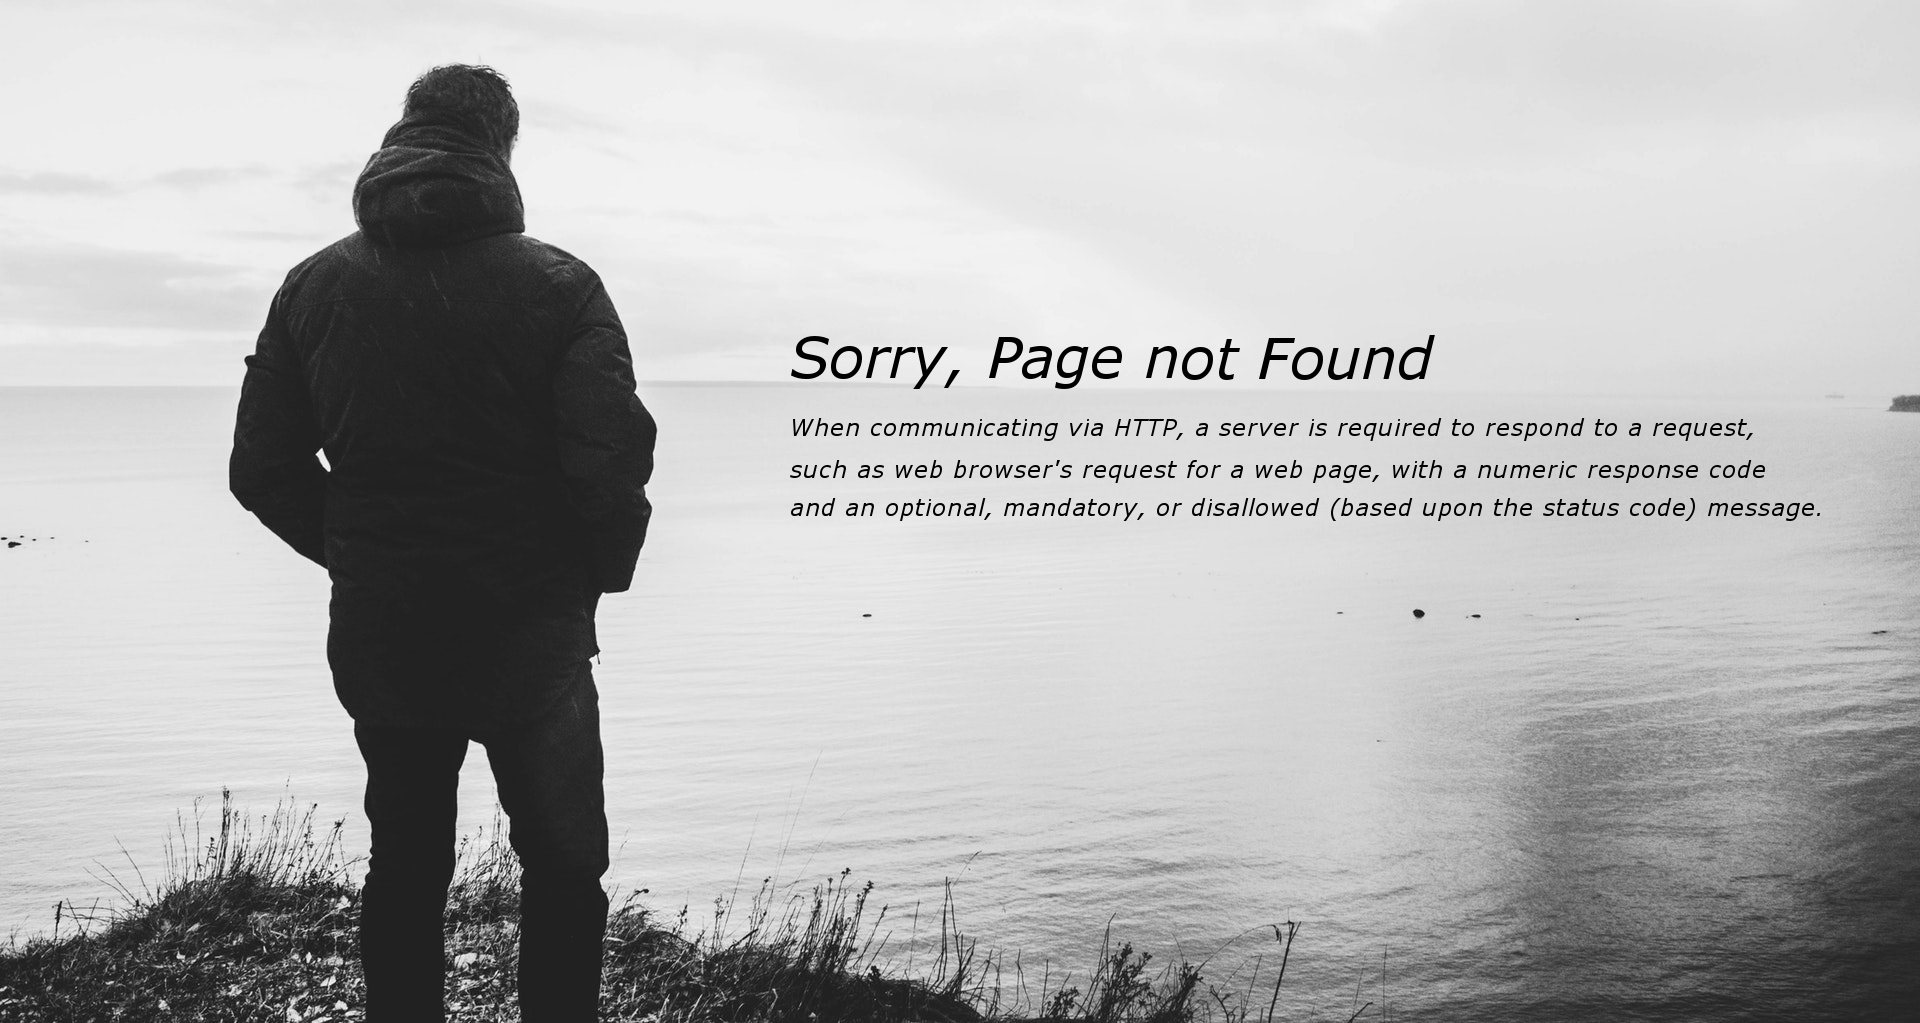 Sorry, Page not Found
When communicating via HTTP, a server is required to respond to a request,
such as web browser's request for a web page, with a numeric response code
and an optional, mandatory, or disallowed (based upon the status code) message.